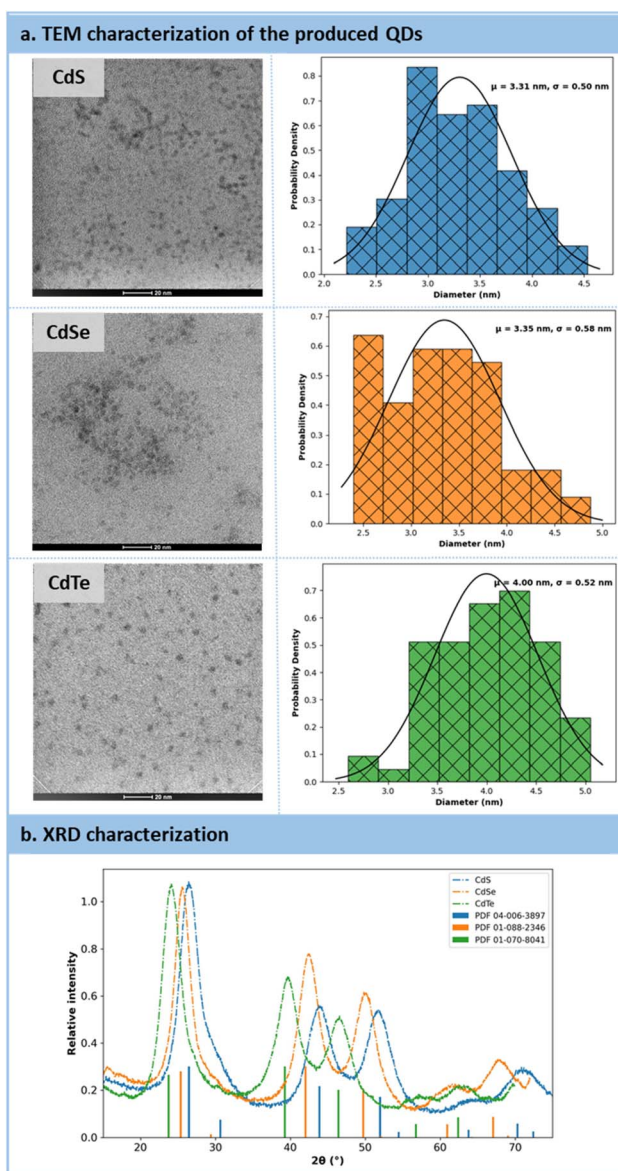 a. TEM characterization of the produced QDs
CdS
20 nm
μ = 3.31 nm, σ = 0.50 nm
Probability Density
0.8
0.7
0.6
0.5
0.4
0.3
0.2
0.1
0.0
2.0 2.5 3.0 3.5 4.0 4.5
Diameter (nm)
CdSe
20 nm
μ = 3.35 nm, σ = 0.58 nm
Probability Density
0.7
0.6
0.5
0.4
0.3
0.2
0.1
0.0
2.5 3.0 3.5 4.0 4.5 5.0
Diameter (nm)
CdTe
20 nm
μ = 4.00 nm, σ = 0.52 nm
Probability Density
0.7
0.6
0.5
0.4
0.3
0.2
0.1
0.0
2.5 3.0 3.5 4.0 4.5 5.0
Diameter (nm)
b. XRD characterization
CdS
CdSe
CdTe
PDF 04-006-3897
PDF 01-088-2346
PDF 01-070-8041
Relative intensity
1.0
0.8
0.6
0.4
0.2
0.0
20 30 40 50 60 70
2θ (°)